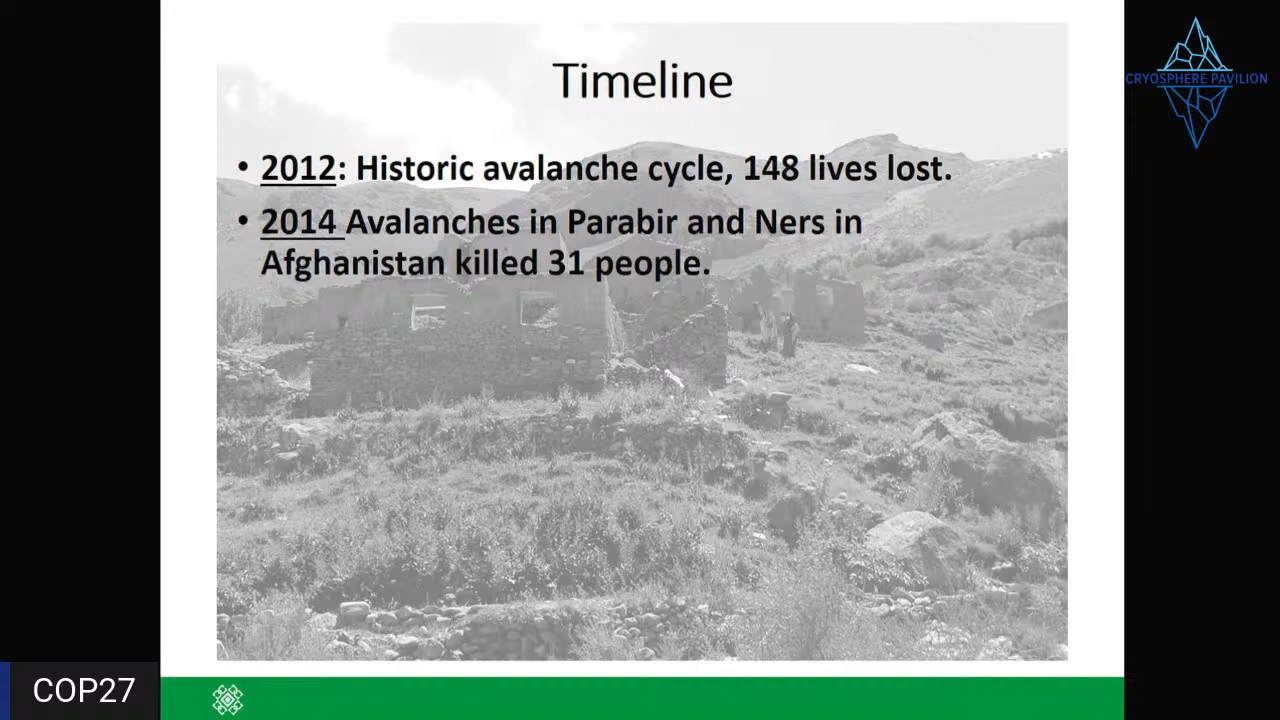 Timeline
• 2012: Historic avalanche cycle, 148 lives lost.
• 2014 Avalanches in Parabir and Ners in
Afghanistan killed 31 people.
CRYOSPHERE PAVILION
COP27